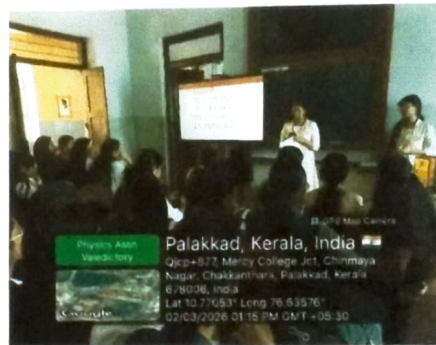 GPS Map Camera
Physics Assn
Valedictory
Palakkad, Kerala, India
Qjcp+877, Mercy College Jct, Chinmaya
Nagar, Chakkanthara, Palakkad, Kerala
678006, India
Lat 10.77053° Long 76.63576°
02/03/2026 01:15 PM GMT +05:30
Google